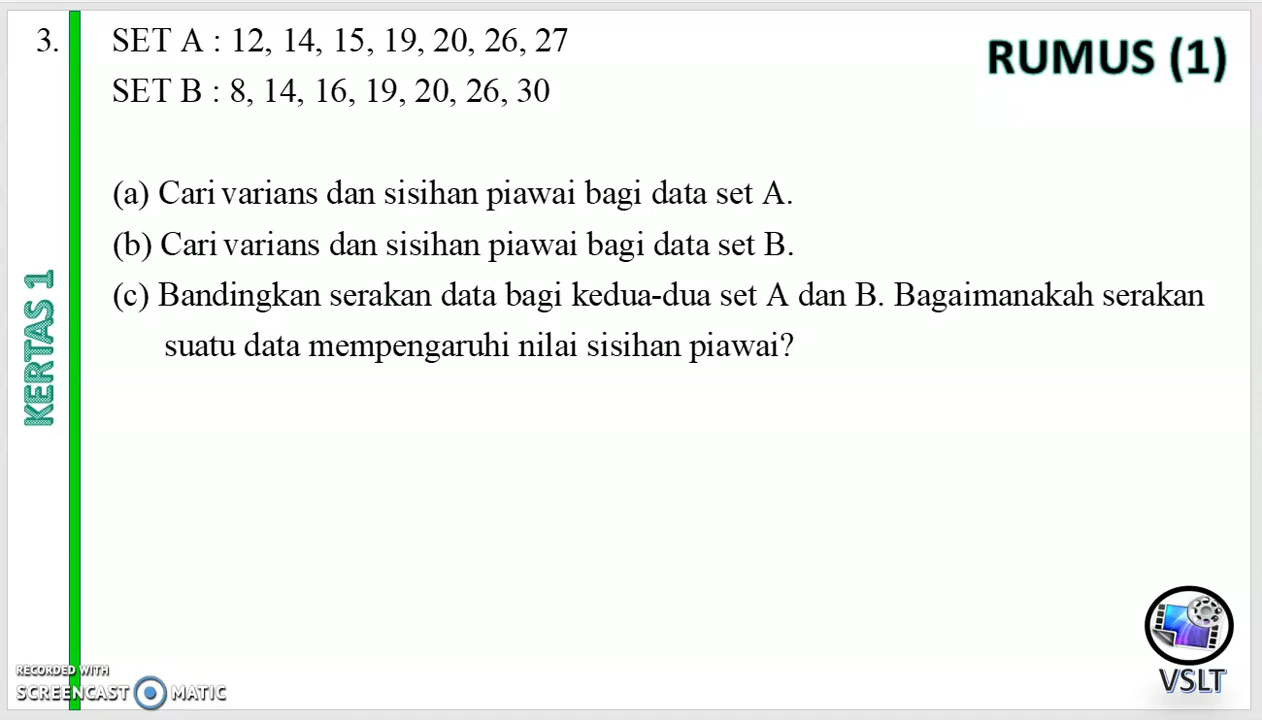 3. SET A : 12, 14, 15, 19, 20, 26, 27
RUMUS (1)
SET B : 8, 14, 16, 19, 20, 26, 30
(a) Cari varians dan sisihan piawai bagi data set A.
(b) Cari varians dan sisihan piawai bagi data set B.
(c) Bandingkan serakan data bagi kedua-dua set A dan B. Bagaimanakah serakan
suatu data mempengaruhi nilai sisihan piawai?
KERTAS 1
VSLT
RECORDED WITH
SCREENCAST MATIC